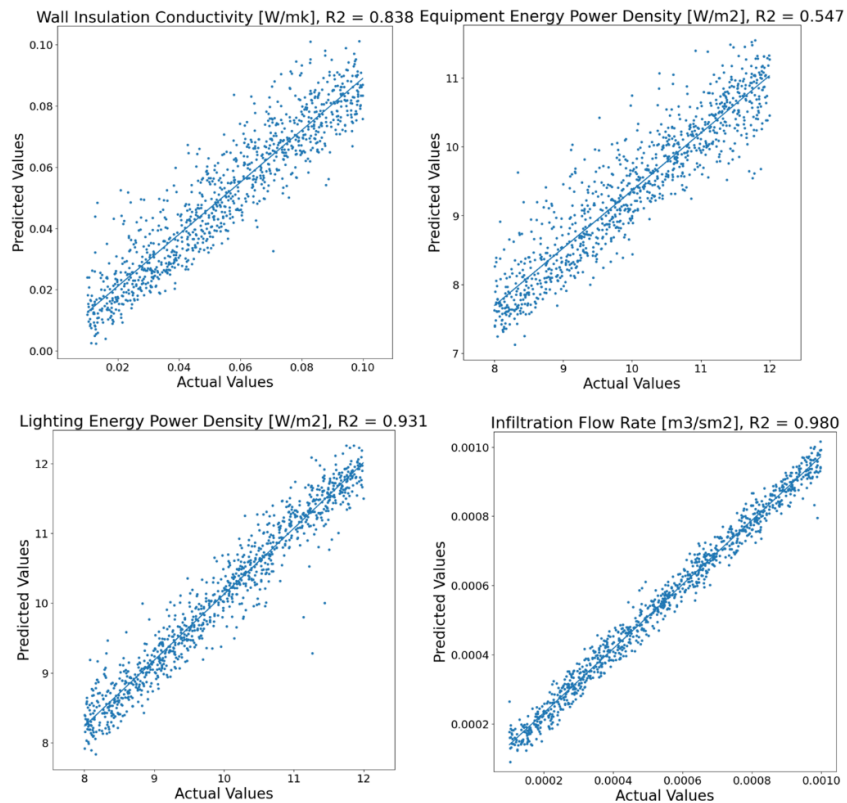 Wall Insulation Conductivity [W/mk], R2 = 0.838
0.10
0.08
0.06
0.04
0.02
0.00
Predicted Values
0.02 0.04 0.06 0.08 0.10
Actual Values
Equipment Energy Power Density [W/m2], R2 = 0.547
11
10
9
8
7
Predicted Values
8 9 10 11 12
Actual Values
Lighting Energy Power Density [W/m2], R2 = 0.931
12
11
10
9
8
Predicted Values
8 9 10 11 12
Actual Values
Infiltration Flow Rate [m3/sm2], R2 = 0.980
0.0010
0.0008
0.0006
0.0004
0.0002
Predicted Values
0.0002 0.0004 0.0006 0.0008 0.0010
Actual Values